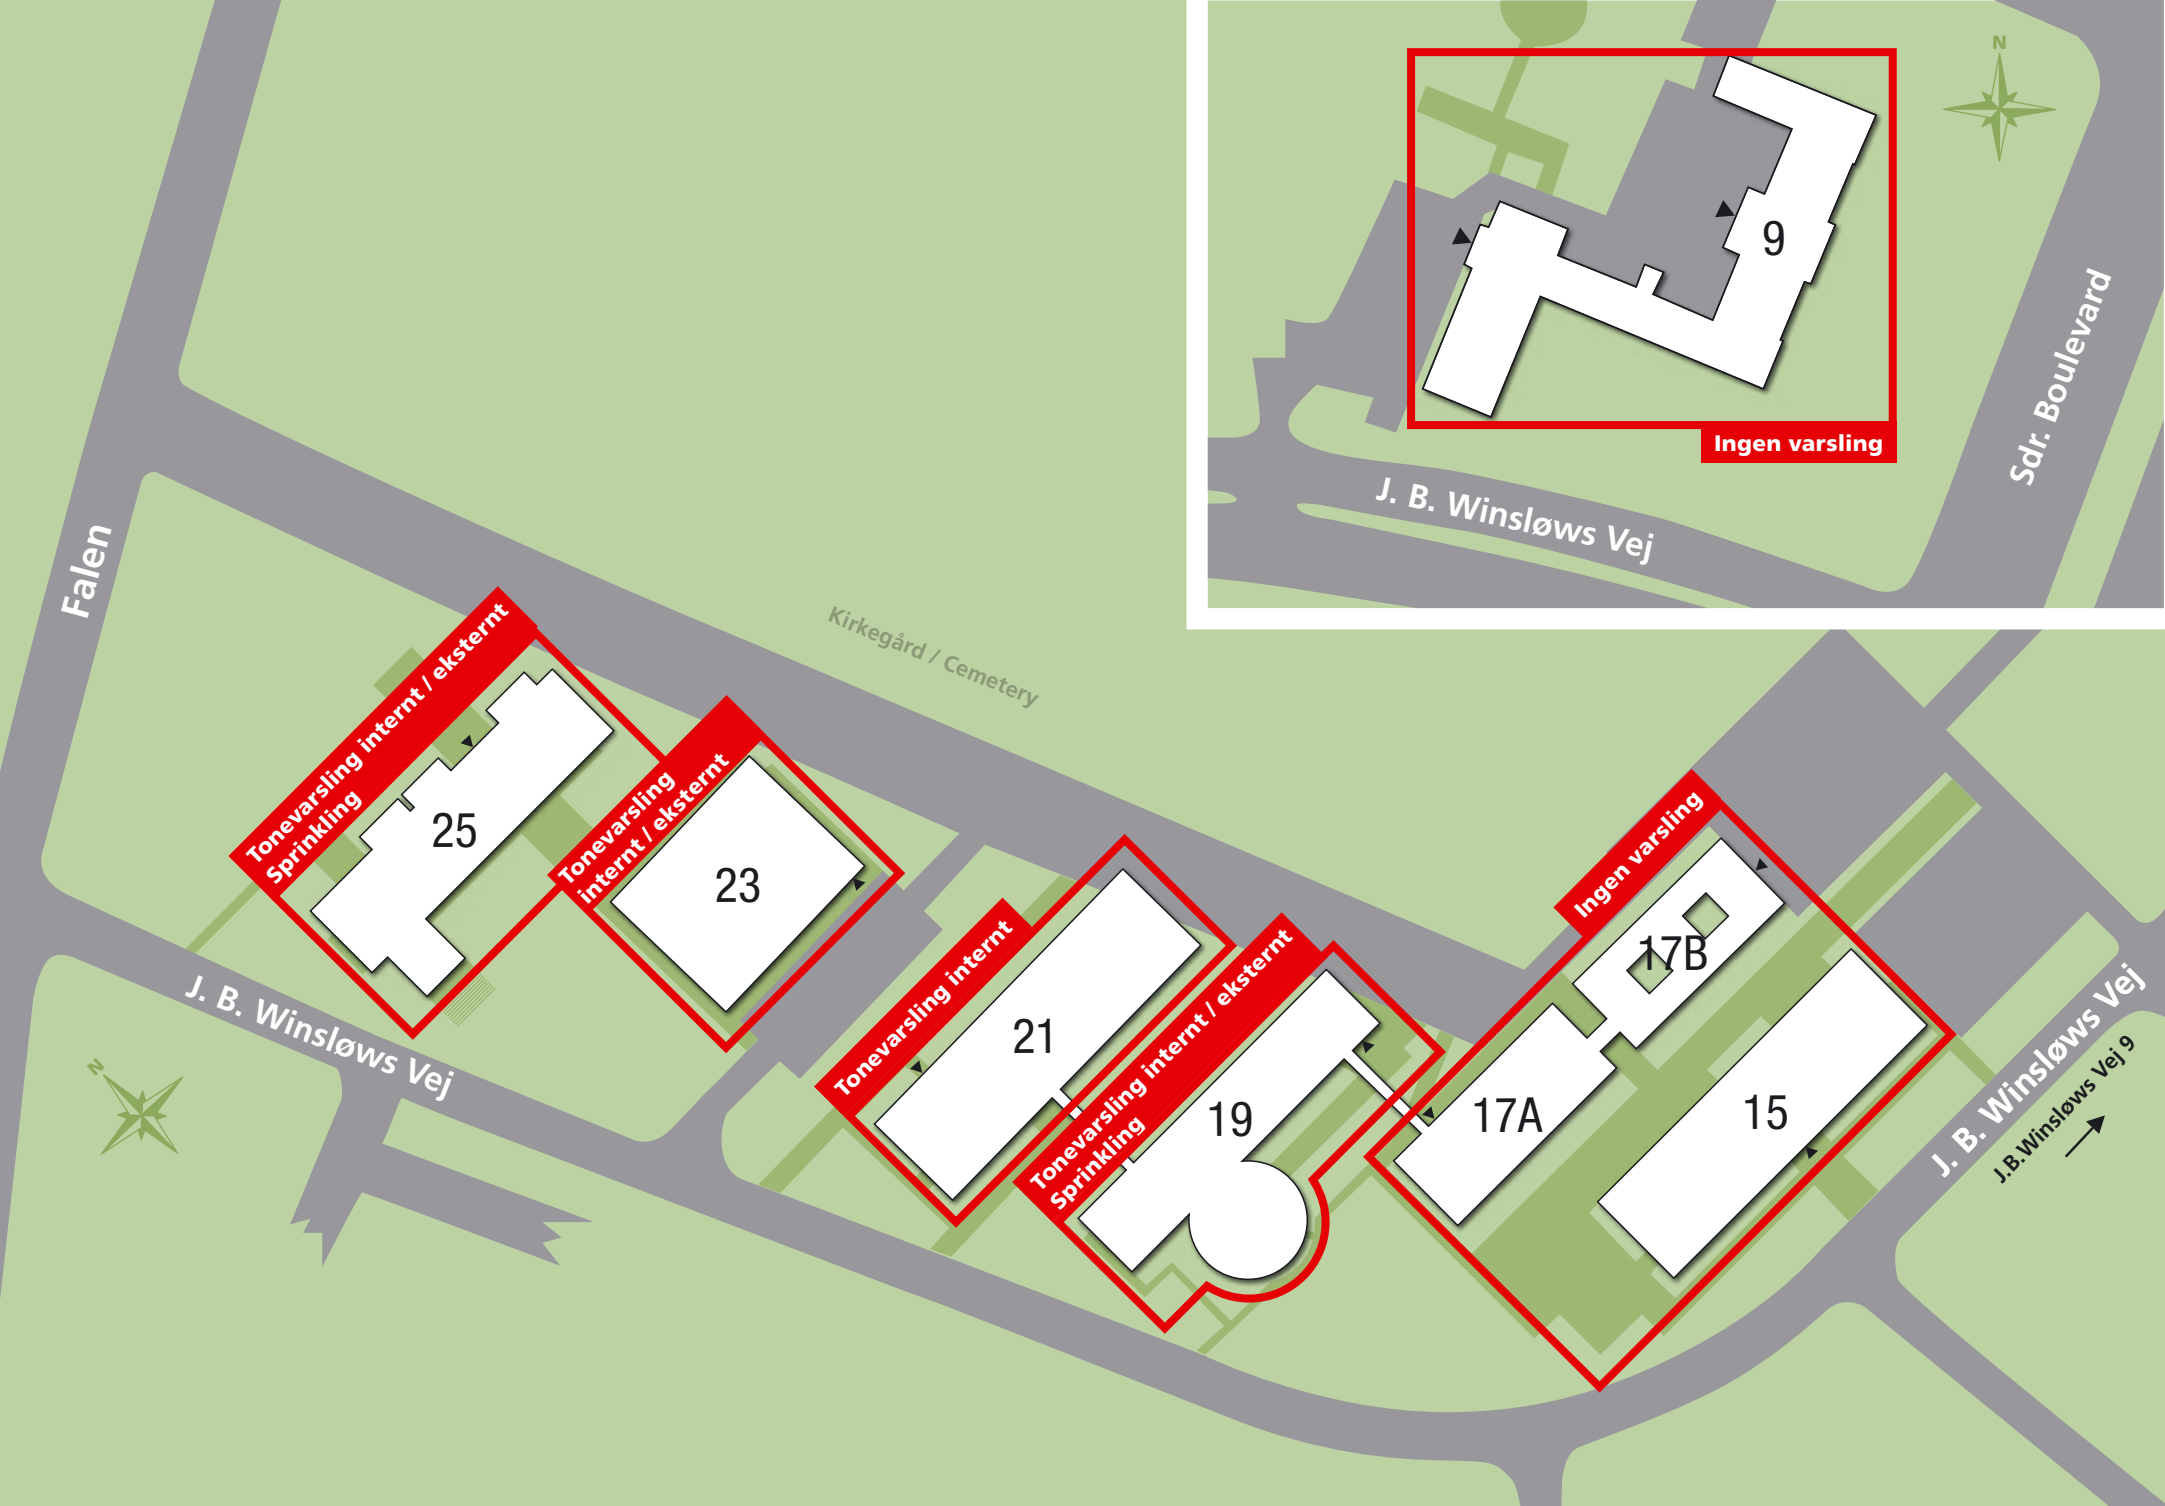 N
9
Ingen varsling
Sdr. Boulevard
J. B. Winsløws Vej
Falen
Kirkegård / Cemetery
Tonevarsling internt / eksternt
Sprinkling
25
Tonevarsling
internt / eksternt
23
Tonevarsling internt
21
Tonevarsling internt / eksternt
Sprinkling
19
Ingen varsling
17B
17A
15
J. B. Winsløws Vej
J.B.Winsløws Vej 9
J. B. Winsløws Vej
N